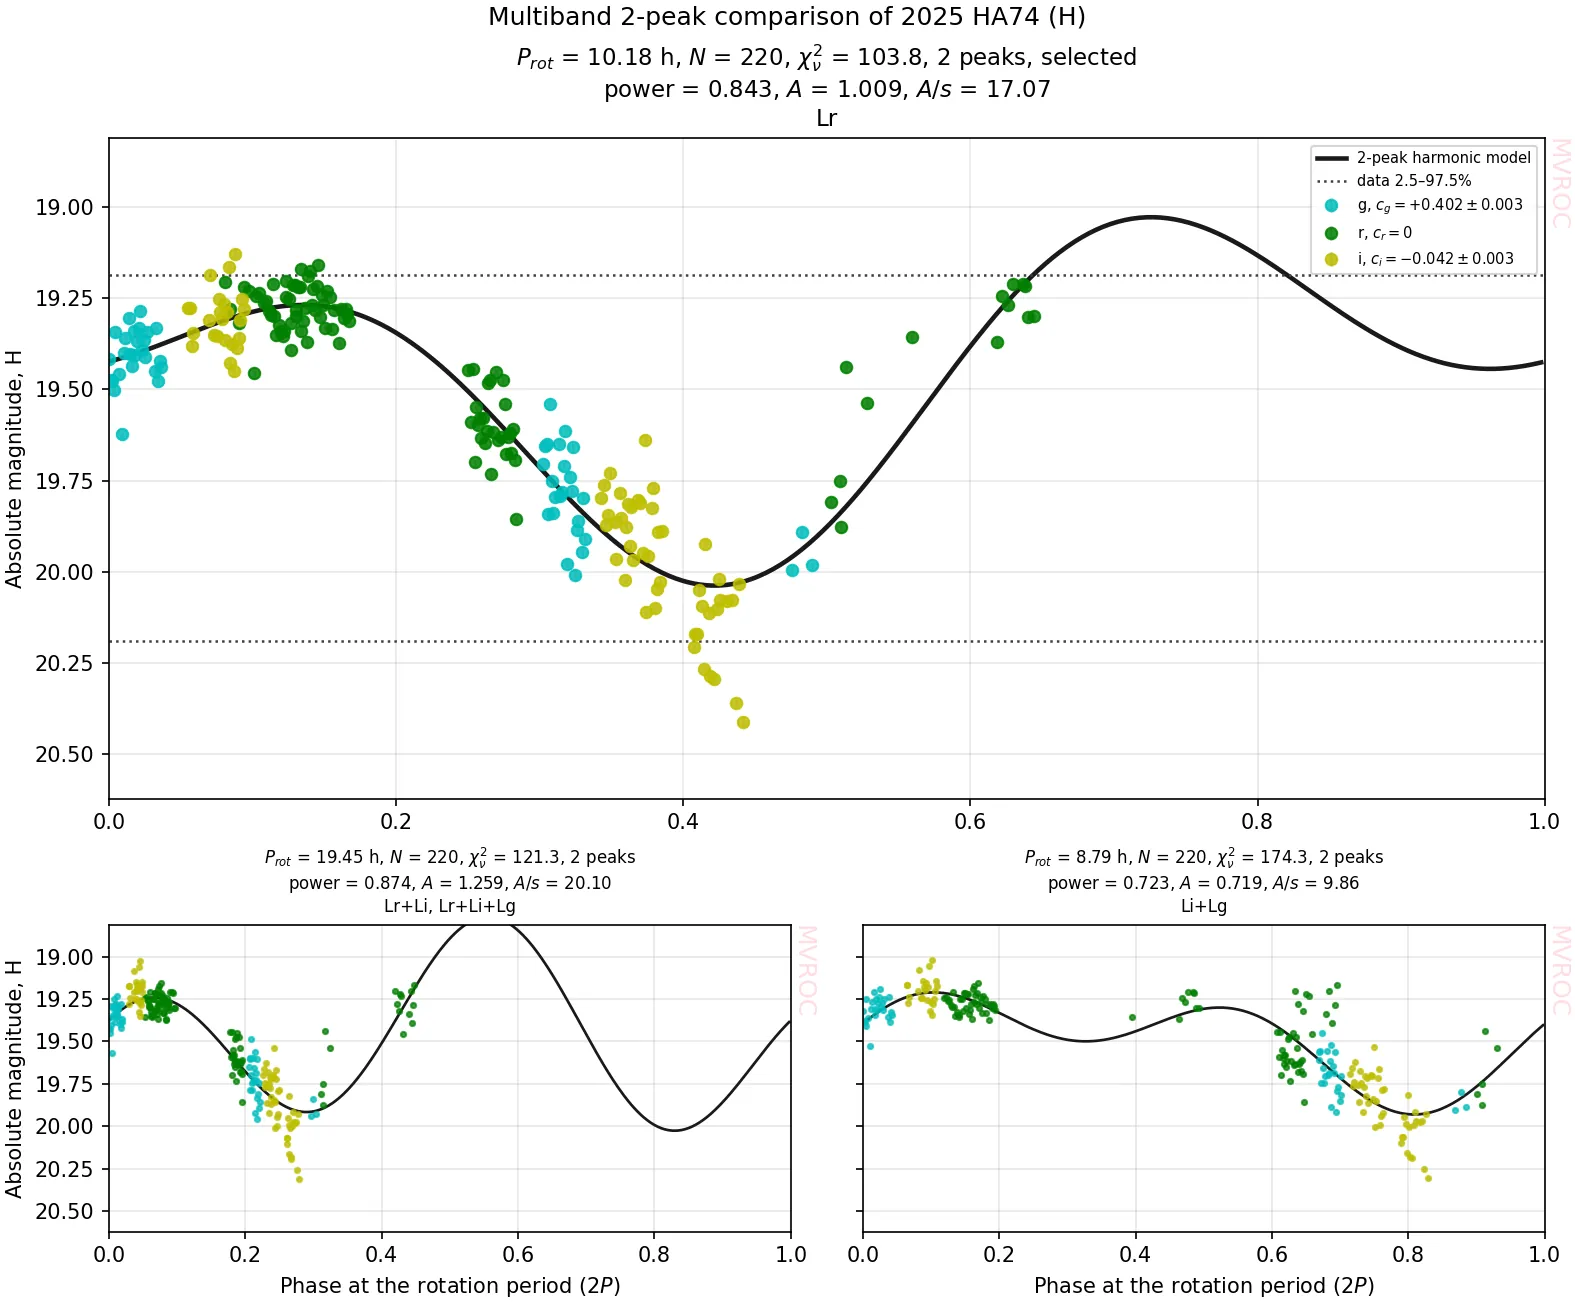 Multiband 2-peak comparison of 2025 HA74 (H)
P_rot = 10.18 h, N = 220, χ²_ν = 103.8, 2 peaks, selected
power = 0.843, A = 1.009, A/s = 17.07
Lr
MVROC
2-peak harmonic model
data 2.5–97.5%
g, c_g = +0.402 ± 0.003
r, c_r = 0
i, c_i = −0.042 ± 0.003
Absolute magnitude, H
19.00
19.25
19.50
19.75
20.00
20.25
20.50
0.0 0.2 0.4 0.6 0.8 1.0
P_rot = 19.45 h, N = 220, χ²_ν = 121.3, 2 peaks
power = 0.874, A = 1.259, A/s = 20.10
Lr+Li, Lr+Li+Lg
MVROC
Absolute magnitude, H
19.00
19.25
19.50
19.75
20.00
20.25
20.50
0.0 0.2 0.4 0.6 0.8 1.0
Phase at the rotation period (2P)
P_rot = 8.79 h, N = 220, χ²_ν = 174.3, 2 peaks
power = 0.723, A = 0.719, A/s = 9.86
Li+Lg
MVROC
0.0 0.2 0.4 0.6 0.8 1.0
Phase at the rotation period (2P)